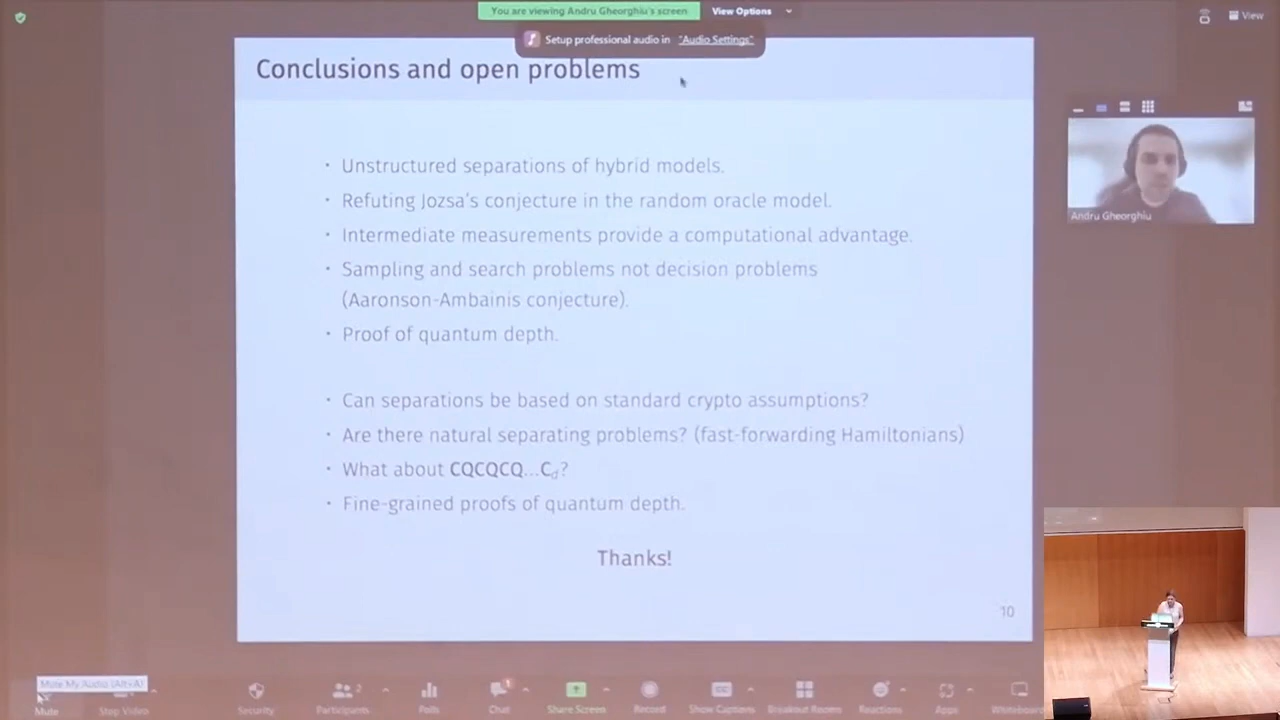 You are viewing Andru Gheorghiu's screen
View Options
View
Setup professional audio in "Audio Settings"
Conclusions and open problems
· Unstructured separations of hybrid models.
· Refuting Jozsa's conjecture in the random oracle model.
· Intermediate measurements provide a computational advantage.
· Sampling and search problems not decision problems
(Aaronson-Ambainis conjecture).
· Proof of quantum depth.
· Can separations be based on standard crypto assumptions?
· Are there natural separating problems? (fast-forwarding Hamiltonians)
· What about CQCQCQ...C_d?
· Fine-grained proofs of quantum depth.
Thanks!
10
Andru Gheorghiu
Mute My Audio (Alt+A)
Mute
Stop Video
Security
Participants
2
Polls
Chat
1
Share Screen
Record
Show Captions
Breakout Rooms
Reactions
Apps
Whiteboards